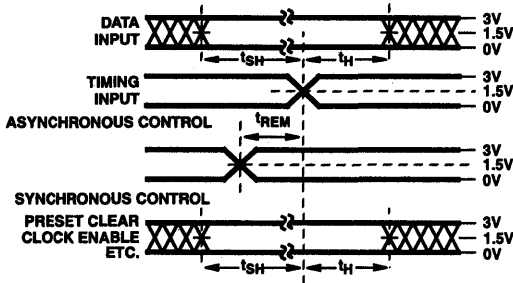 DATA INPUT
3V
1.5V
0V
tSH
tH
TIMING INPUT
3V
1.5V
0V
ASYNCHRONOUS CONTROL
tREM
3V
1.5V
0V
SYNCHRONOUS CONTROL
PRESET CLEAR
CLOCK ENABLE
ETC.
3V
1.5V
0V
tSH
tH